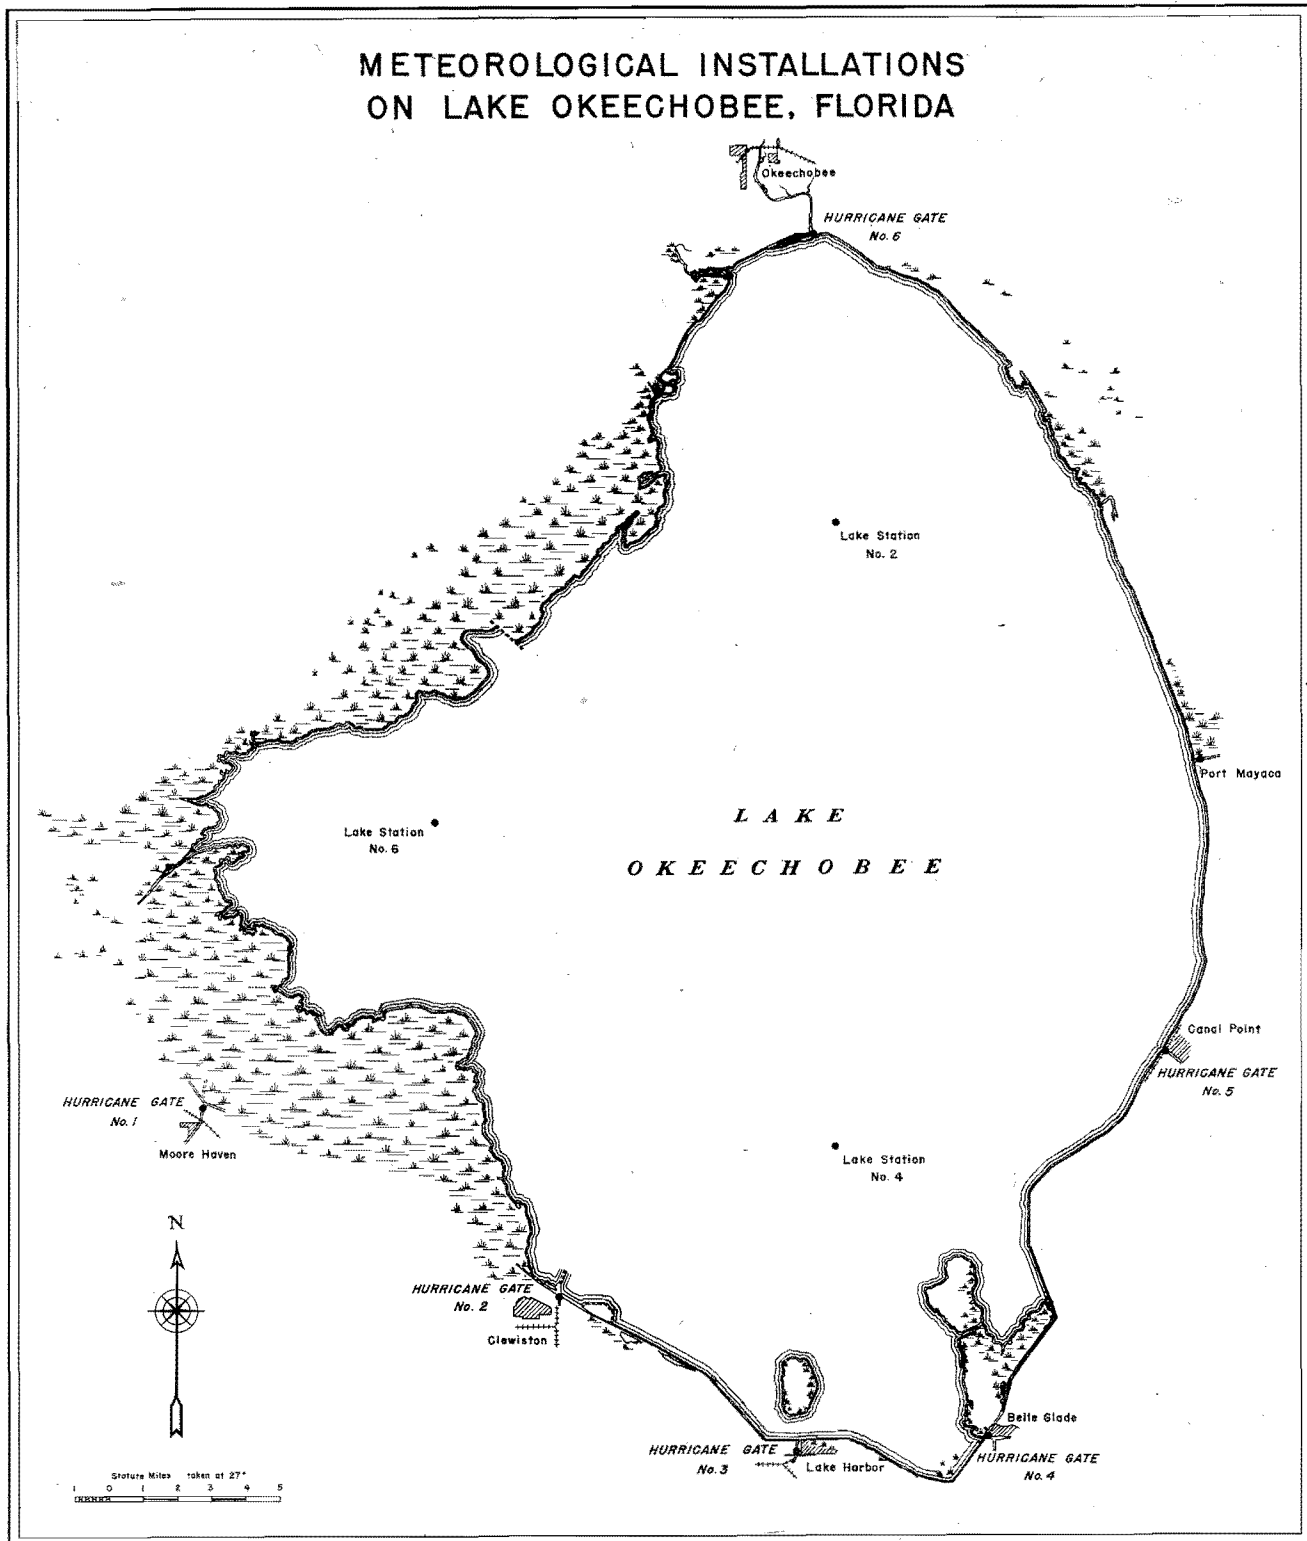 METEOROLOGICAL INSTALLATIONS
ON LAKE OKEECHOBEE, FLORIDA
Okeechobee
HURRICANE GATE
No. 6
Lake Station
No. 2
Port Mayaca
LAKE
OKEECHOBEE
Lake Station
No. 6
Canal Point
HURRICANE GATE
No. 5
HURRICANE GATE
No. 1
Moore Haven
Lake Station
No. 4
N
HURRICANE GATE
No. 2
Clewiston
Belle Glade
HURRICANE GATE
No. 3
Lake Harbor
HURRICANE GATE
No. 4
Statute Miles taken at 27°
1 0 1 2 3 4 5